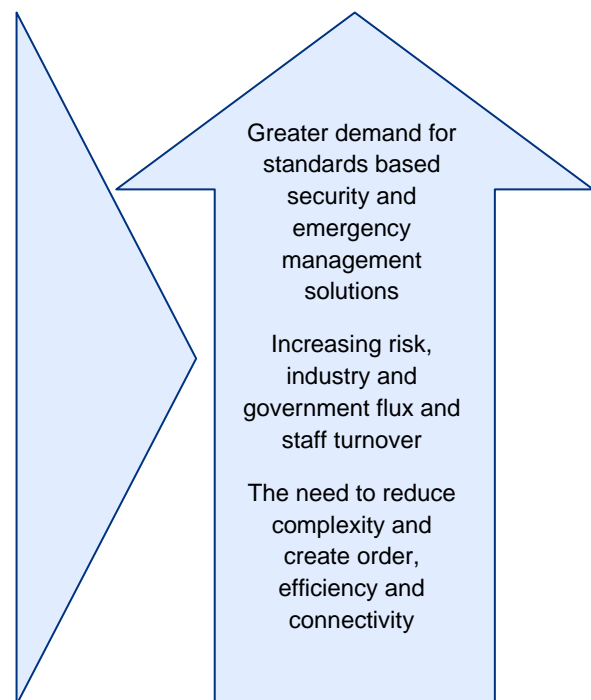 Greater demand for
standards based
security and
emergency
management
solutions
Increasing risk,
industry and
government flux and
staff turnover
The need to reduce
complexity and
create order,
efficiency and
connectivity